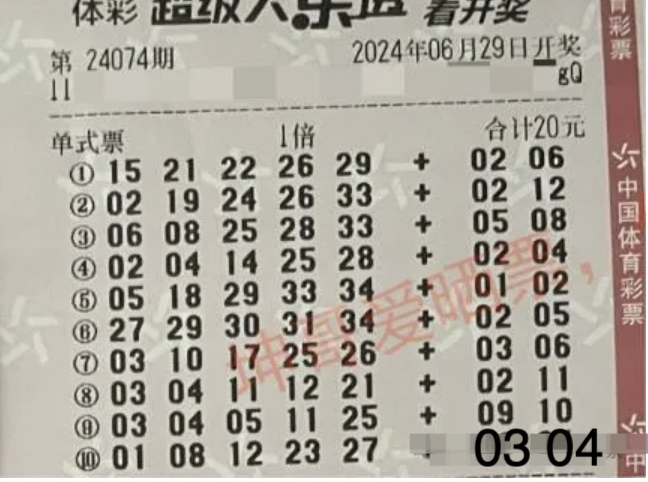 体彩 超级大乐透 看开奖
第 24074期 2024年06月29日开奖
11 gQ
单式票 1倍 合计20元
① 15 21 22 26 29 + 02 06
② 02 19 24 26 33 + 02 12
③ 06 08 25 28 33 + 05 08
④ 02 04 14 25 28 + 02 04
⑤ 05 18 29 33 34 + 01 02
⑥ 27 29 30 31 34 + 02 05
⑦ 03 10 17 25 26 + 03 06
⑧ 03 04 11 12 21 + 02 11
⑨ 03 04 05 11 25 + 09 10
⑩ 01 08 12 23 27 03 04
坤哥爱晒票,
育彩票
中国体育彩票
中